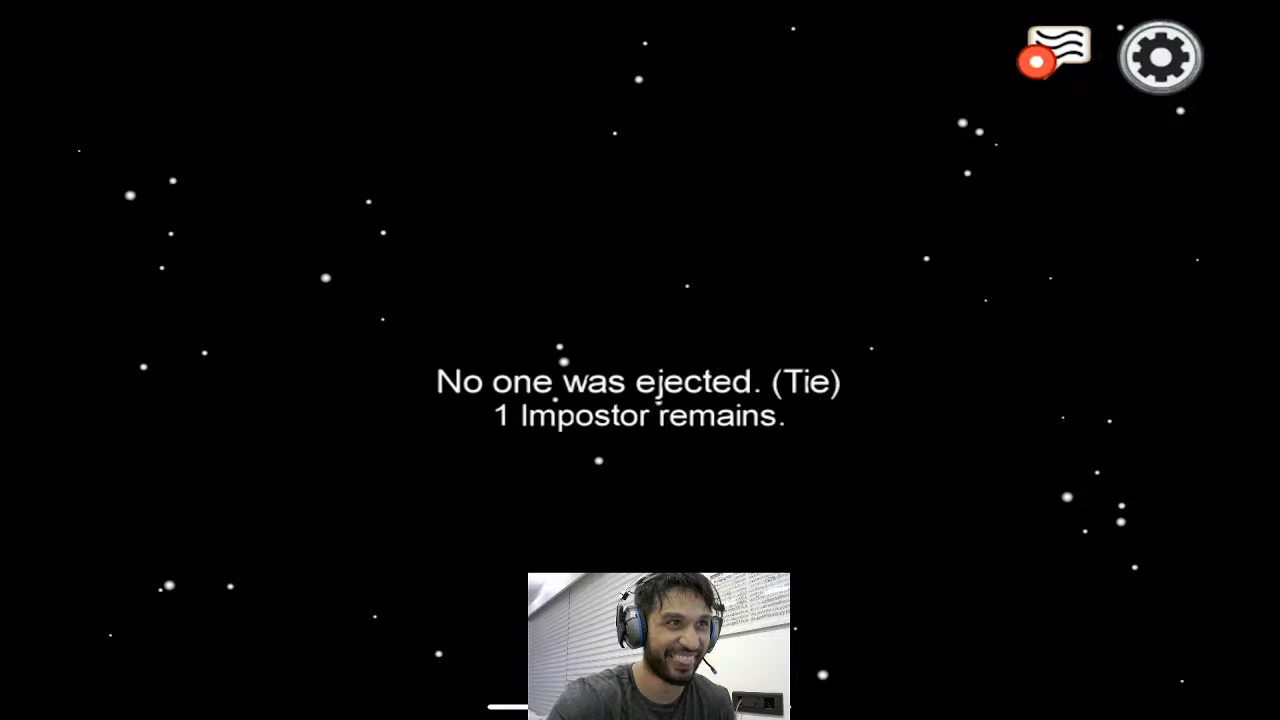 No one was ejected. (Tie)
1 Impostor remains.